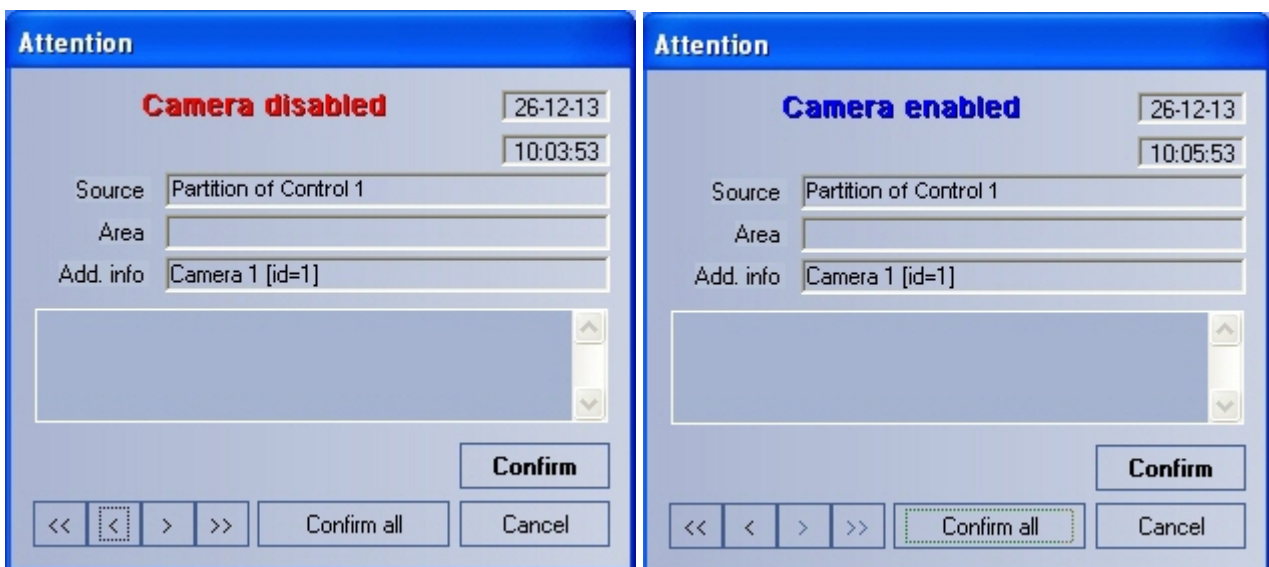 Attention
Camera disabled
26-12-13
10:03:53
Source Partition of Control 1
Area
Add. info Camera 1 [id=1]
Confirm
<< < > >> Confirm all Cancel
Attention
Camera enabled
26-12-13
10:05:53
Source Partition of Control 1
Area
Add. info Camera 1 [id=1]
Confirm
<< < > >> Confirm all Cancel